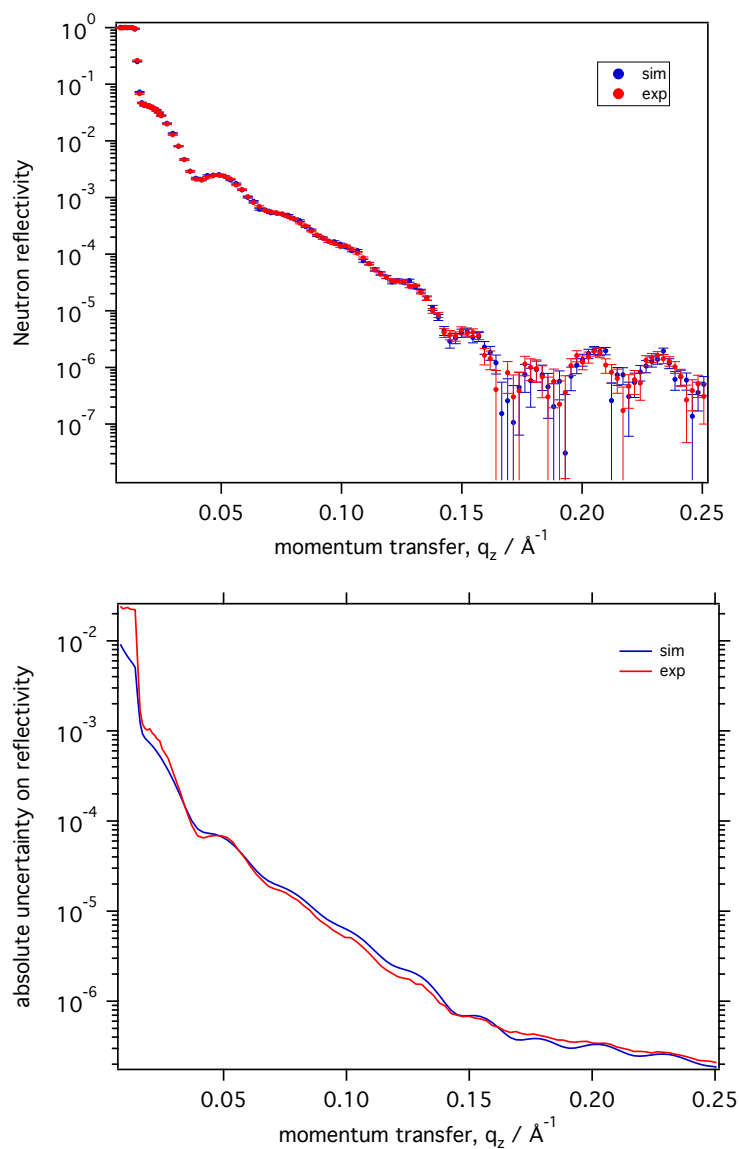 Neutron reflectivity
10^0
10^-1
10^-2
10^-3
10^-4
10^-5
10^-6
10^-7
sim
exp
0.05 0.10 0.15 0.20 0.25
momentum transfer, q_z / Å^-1
absolute uncertainty on reflectivity
10^-2
10^-3
10^-4
10^-5
10^-6
sim
exp
0.05 0.10 0.15 0.20 0.25
momentum transfer, q_z / Å^-1